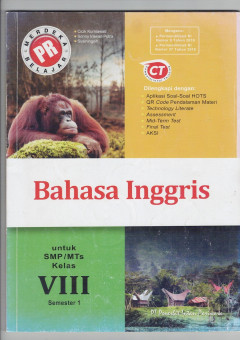 MERDEKA
PR
BELAJAR
CT
Dilengkapi dengan:
Aplikasi Soal-Soal HOTS
QR Code Pendalaman Materi
Technology Literate
Assessment
Mid-Term Test
Final Test
AKSI
Bahasa Inggris
untuk
SMP/MTs
Kelas
VIII
Semester 1